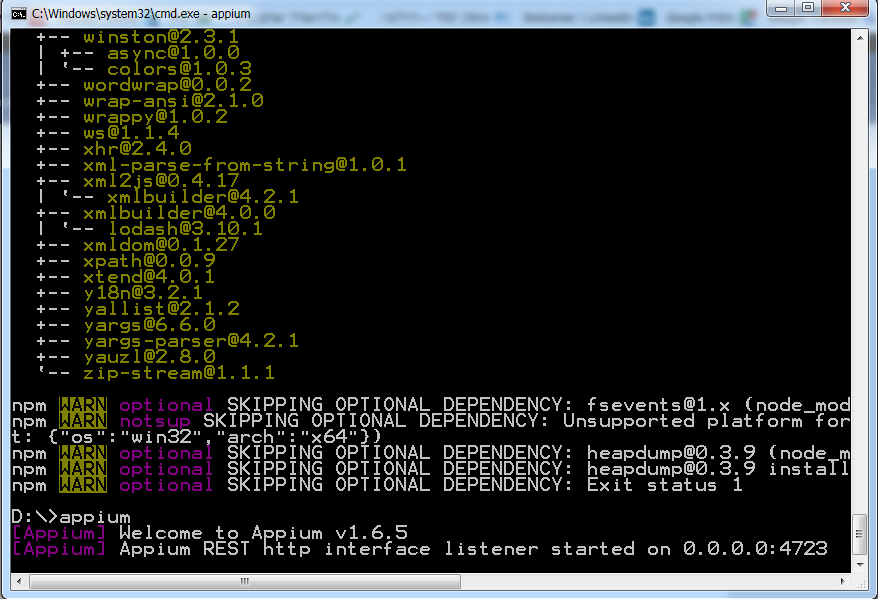 C:\Windows\system32\cmd.exe - appium
+-- winston@2.3.1
| +-- async@1.0.0
| '-- colors@1.0.3
+-- wordwrap@0.0.2
+-- wrap-ansi@2.1.0
+-- wrappy@1.0.2
+-- ws@1.1.4
+-- xhr@2.4.0
+-- xml-parse-from-string@1.0.1
+-- xml2js@0.4.17
| '-- xmlbuilder@4.2.1
+-- xmlbuilder@4.0.0
| '-- lodash@3.10.1
+-- xmldom@0.1.27
+-- xpath@0.0.9
+-- xtend@4.0.1
+-- y18n@3.2.1
+-- yallist@2.1.2
+-- yargs@6.6.0
+-- yargs-parser@4.2.1
+-- yauzl@2.8.0
'-- zip-stream@1.1.1
npm WARN optional SKIPPING OPTIONAL DEPENDENCY: fsevents@1.x (node_mod
npm WARN notsup SKIPPING OPTIONAL DEPENDENCY: Unsupported platform for
t: {"os":"win32","arch":"x64"})
npm WARN optional SKIPPING OPTIONAL DEPENDENCY: heapdump@0.3.9 (node_m
npm WARN optional SKIPPING OPTIONAL DEPENDENCY: heapdump@0.3.9 install
npm WARN optional SKIPPING OPTIONAL DEPENDENCY: Exit status 1
D:\>appium
[Appium] Welcome to Appium v1.6.5
[Appium] Appium REST http interface listener started on 0.0.0.0:4723